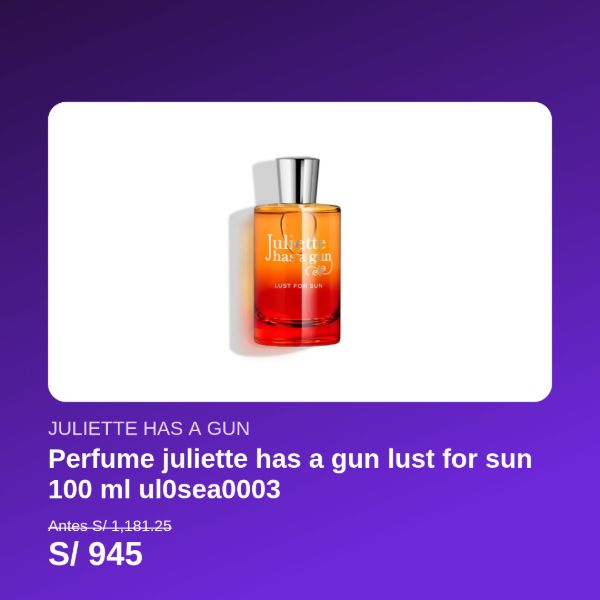 Juliette
has a gun
LUST FOR SUN
JULIETTE HAS A GUN
Perfume juliette has a gun lust for sun
100 ml ul0sea0003
Antes S/ 1,181.25
S/ 945